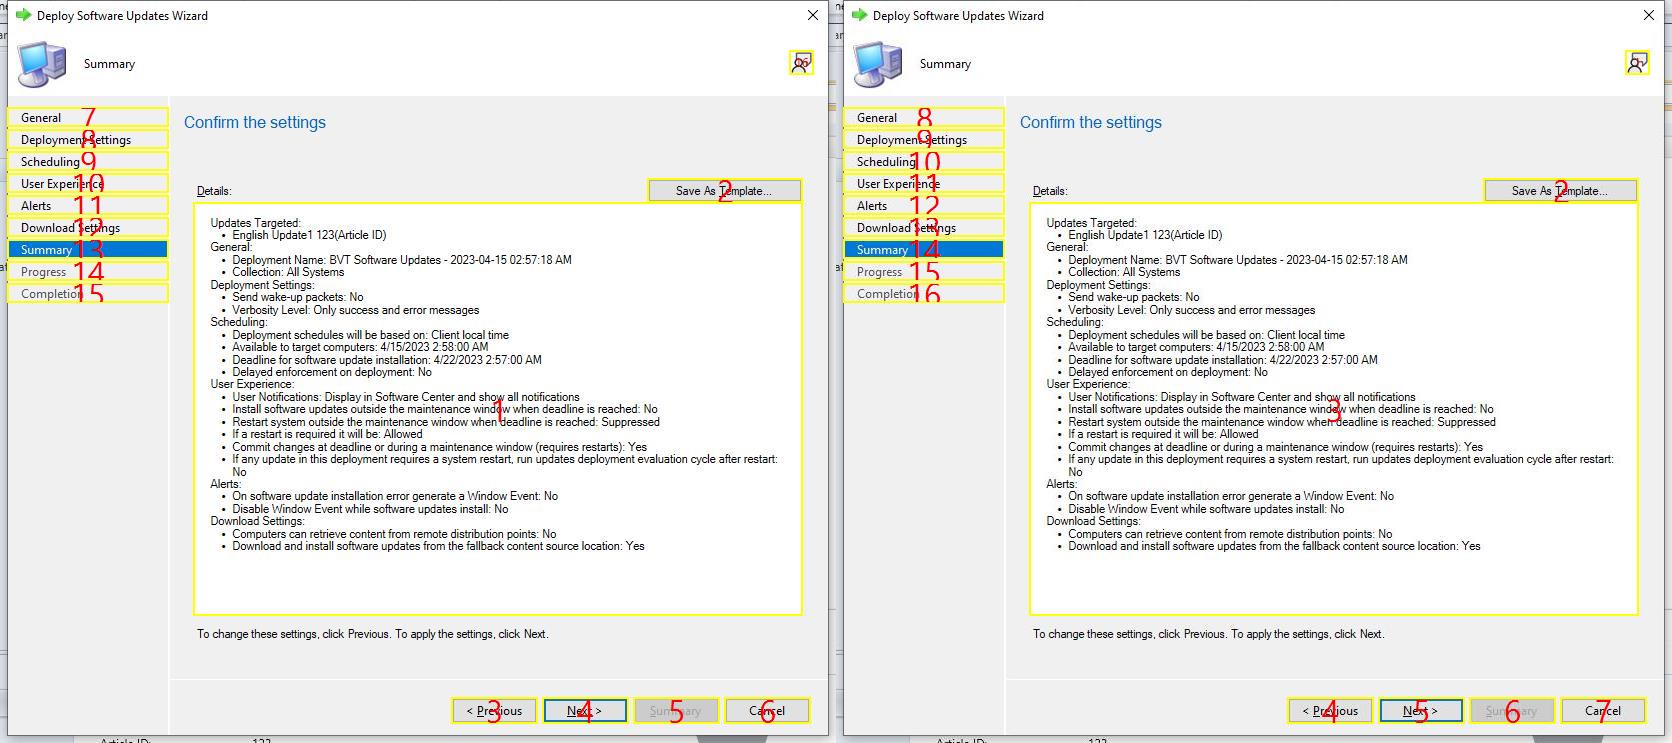 Deploy Software Updates Wizard
Summary
16
General 7
Deployment Settings 8
Scheduling 9
User Experience 10
Alerts 11
Download Settings 12
Summary 13
Progress 14
Completion 15
Confirm the settings
Details:
Save As Template... 2
Updates Targeted:
• English Update1 123(Article ID)
General:
• Deployment Name: BVT Software Updates - 2023-04-15 02:57:18 AM
• Collection: All Systems
Deployment Settings:
• Send wake-up packets: No
• Verbosity Level: Only success and error messages
Scheduling:
• Deployment schedules will be based on: Client local time
• Available to target computers: 4/15/2023 2:58:00 AM
• Deadline for software update installation: 4/22/2023 2:57:00 AM
• Delayed enforcement on deployment: No
User Experience:
• User Notifications: Display in Software Center and show all notifications
• Install software updates outside the maintenance window when deadline is reached: No
1
• Restart system outside the maintenance window when deadline is reached: Suppressed
• If a restart is required it will be: Allowed
• Commit changes at deadline or during a maintenance window (requires restarts): Yes
• If any update in this deployment requires a system restart, run updates deployment evaluation cycle after restart:
No
Alerts:
• On software update installation error generate a Window Event: No
• Disable Window Event while software updates install: No
Download Settings:
• Computers can retrieve content from remote distribution points: No
• Download and install software updates from the fallback content source location: Yes
To change these settings, click Previous. To apply the settings, click Next.
< Previous 3
Next > 4
Summary 5
Cancel 6
Article ID: 123
Deploy Software Updates Wizard
Summary
General 8
Deployment Settings 9
Scheduling 10
User Experience 11
Alerts 12
Download Settings 13
Summary 14
Progress 15
Completion 16
Confirm the settings
Details:
Save As Template... 2
Updates Targeted:
• English Update1 123(Article ID)
General:
• Deployment Name: BVT Software Updates - 2023-04-15 02:57:18 AM
• Collection: All Systems
Deployment Settings:
• Send wake-up packets: No
• Verbosity Level: Only success and error messages
Scheduling:
• Deployment schedules will be based on: Client local time
• Available to target computers: 4/15/2023 2:58:00 AM
• Deadline for software update installation: 4/22/2023 2:57:00 AM
• Delayed enforcement on deployment: No
User Experience:
• User Notifications: Display in Software Center and show all notifications
• Install software updates outside the maintenance window when deadline is reached: No
3
• Restart system outside the maintenance window when deadline is reached: Suppressed
• If a restart is required it will be: Allowed
• Commit changes at deadline or during a maintenance window (requires restarts): Yes
• If any update in this deployment requires a system restart, run updates deployment evaluation cycle after restart:
No
Alerts:
• On software update installation error generate a Window Event: No
• Disable Window Event while software updates install: No
Download Settings:
• Computers can retrieve content from remote distribution points: No
• Download and install software updates from the fallback content source location: Yes
To change these settings, click Previous. To apply the settings, click Next.
< Previous 4
Next > 5
Summary 6
Cancel 7
Article ID: 123